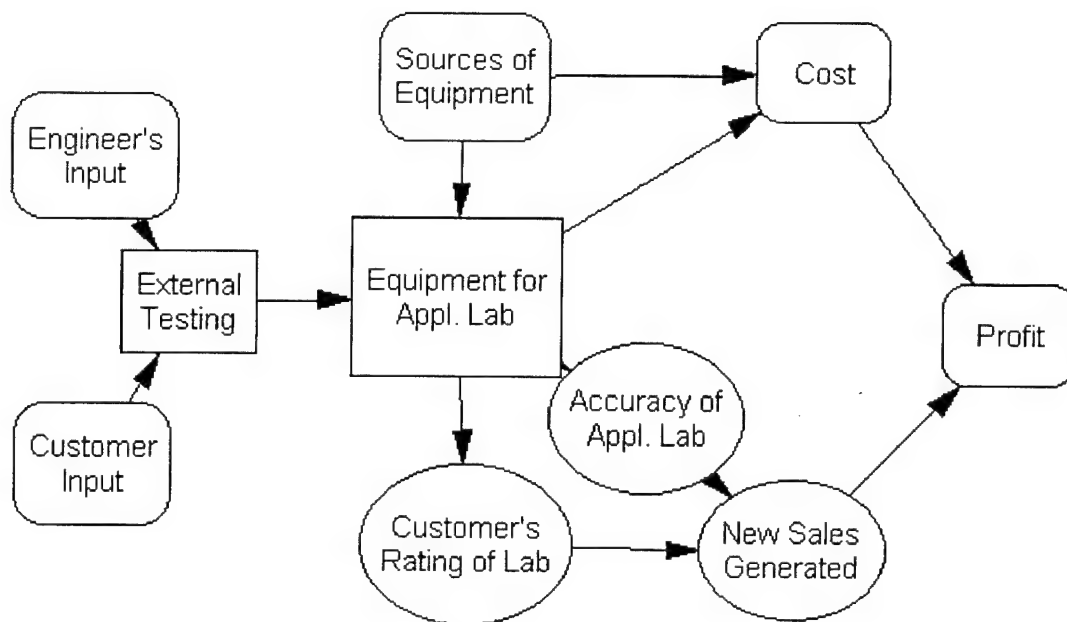 Sources of
Equipment
Cost
Engineer's
Input
External
Testing
Equipment for
Appl. Lab
Profit
Accuracy of
Appl. Lab
Customer
Input
Customer's
Rating of Lab
New Sales
Generated